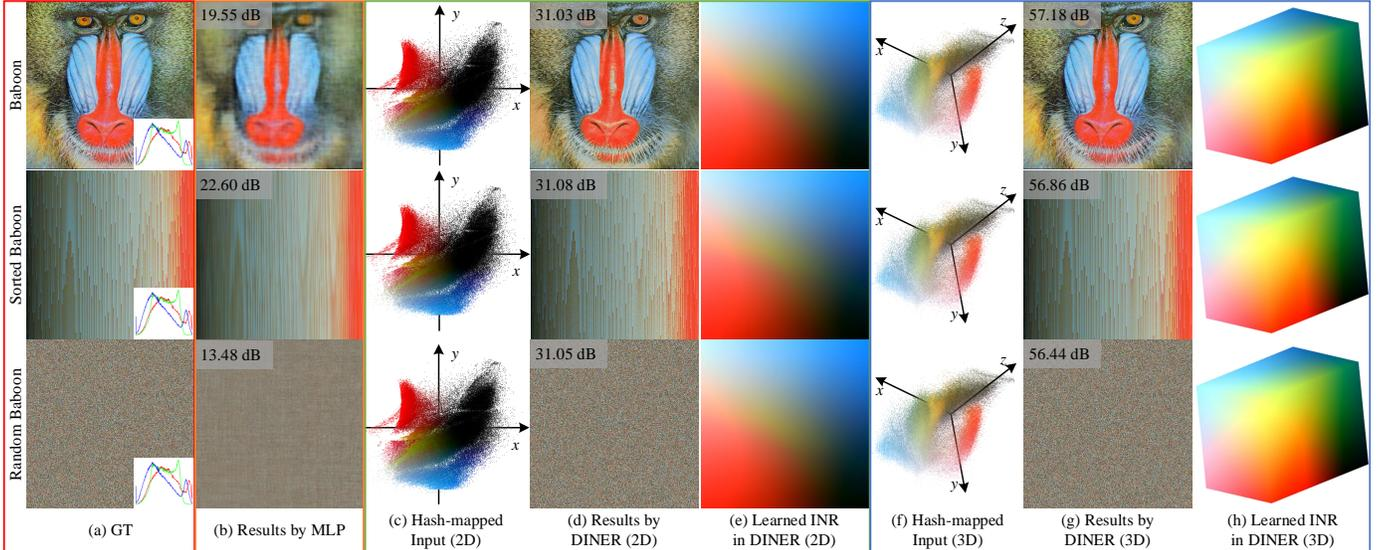 Baboon
19.55 dB
y
x
31.03 dB
x
z
y
57.18 dB
Sorted Baboon
22.60 dB
y
x
31.08 dB
x
z
y
56.86 dB
Random Baboon
13.48 dB
y
x
31.05 dB
x
z
y
56.44 dB
(a) GT
(b) Results by MLP
(c) Hash-mapped
Input (2D)
(d) Results by
DINER (2D)
(e) Learned INR
in DINER (2D)
(f) Hash-mapped
Input (3D)
(g) Results by
DINER (3D)
(h) Learned INR
in DINER (3D)